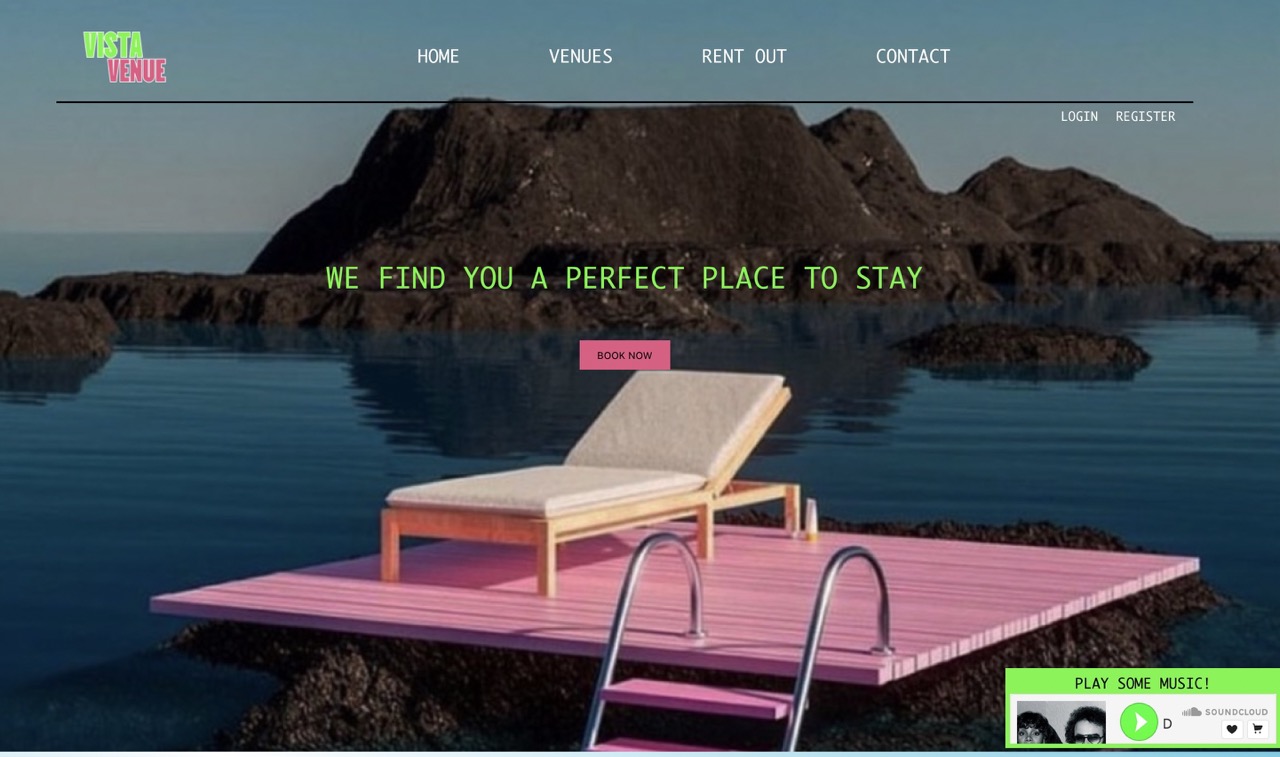 VISTA
VENUE
HOME VENUES RENT OUT CONTACT
LOGIN REGISTER
WE FIND YOU A PERFECT PLACE TO STAY
BOOK NOW
PLAY SOME MUSIC!
SOUNDCLOUD
D